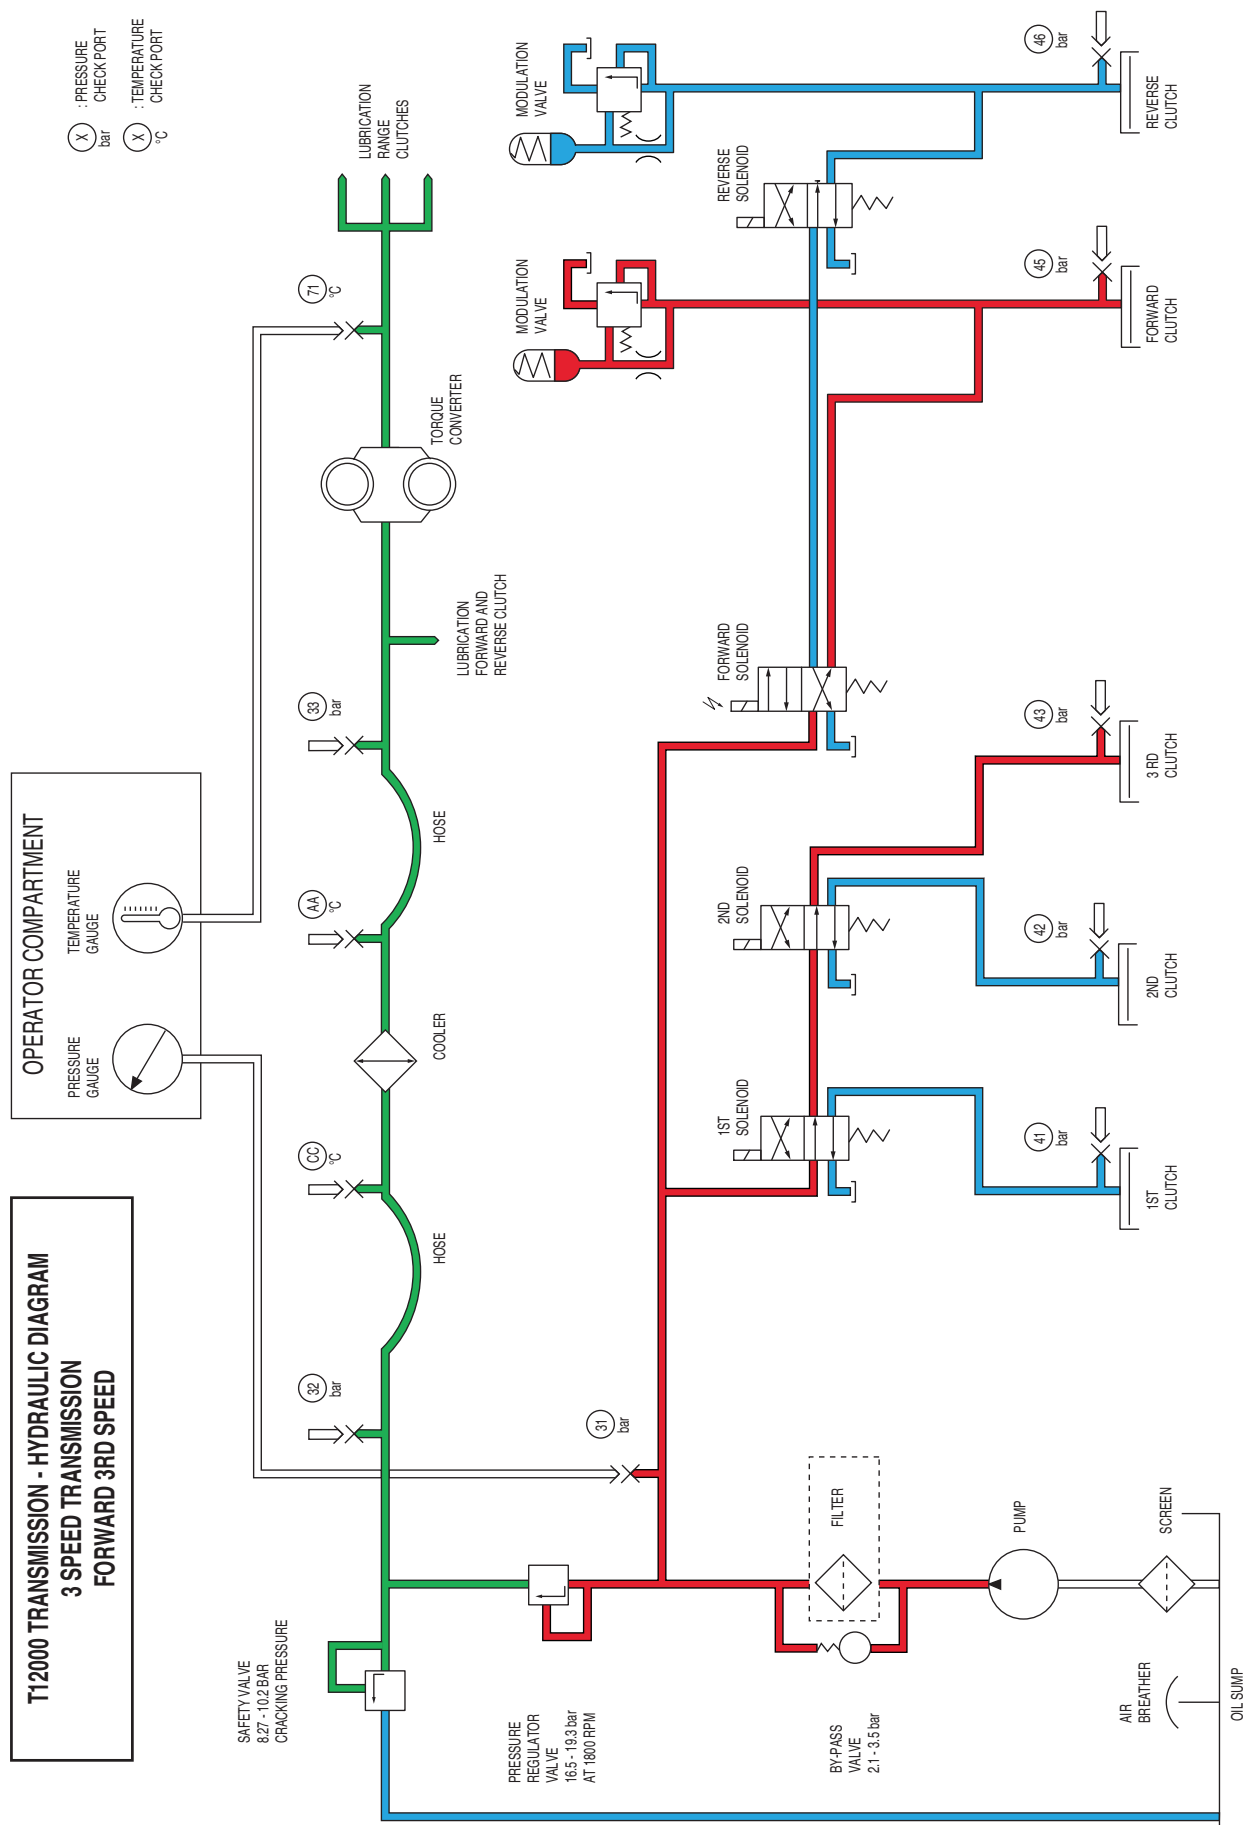 T12000 TRANSMISSION - HYDRAULIC DIAGRAM
3 SPEED TRANSMISSION
FORWARD 3RD SPEED
OPERATOR COMPARTMENT
PRESSURE
GAUGE
TEMPERATURE
GAUGE
X
bar
: PRESSURE
CHECK PORT
X
°C
: TEMPERATURE
CHECK PORT
SAFETY VALVE
8.27 - 10.2 BAR
CRACKING PRESSURE
32
bar
HOSE
CC
°C
COOLER
AA
°C
HOSE
33
bar
LUBRICATION
FORWARD AND
REVERSE CLUTCH
TORQUE
CONVERTER
71
°C
LUBRICATION
RANGE
CLUTCHES
PRESSURE
REGULATOR
VALVE
16.5 - 19.3 bar
AT 1800 RPM
31
bar
MODULATION
VALVE
MODULATION
VALVE
1ST
SOLENOID
2ND
SOLENOID
FORWARD
SOLENOID
REVERSE
SOLENOID
BY-PASS
VALVE
2.1 - 3.5 bar
FILTER
PUMP
41
bar
42
bar
43
bar
45
bar
46
bar
AIR
BREATHER
SCREEN
1ST
CLUTCH
2ND
CLUTCH
3 RD
CLUTCH
FORWARD
CLUTCH
REVERSE
CLUTCH
OIL SUMP